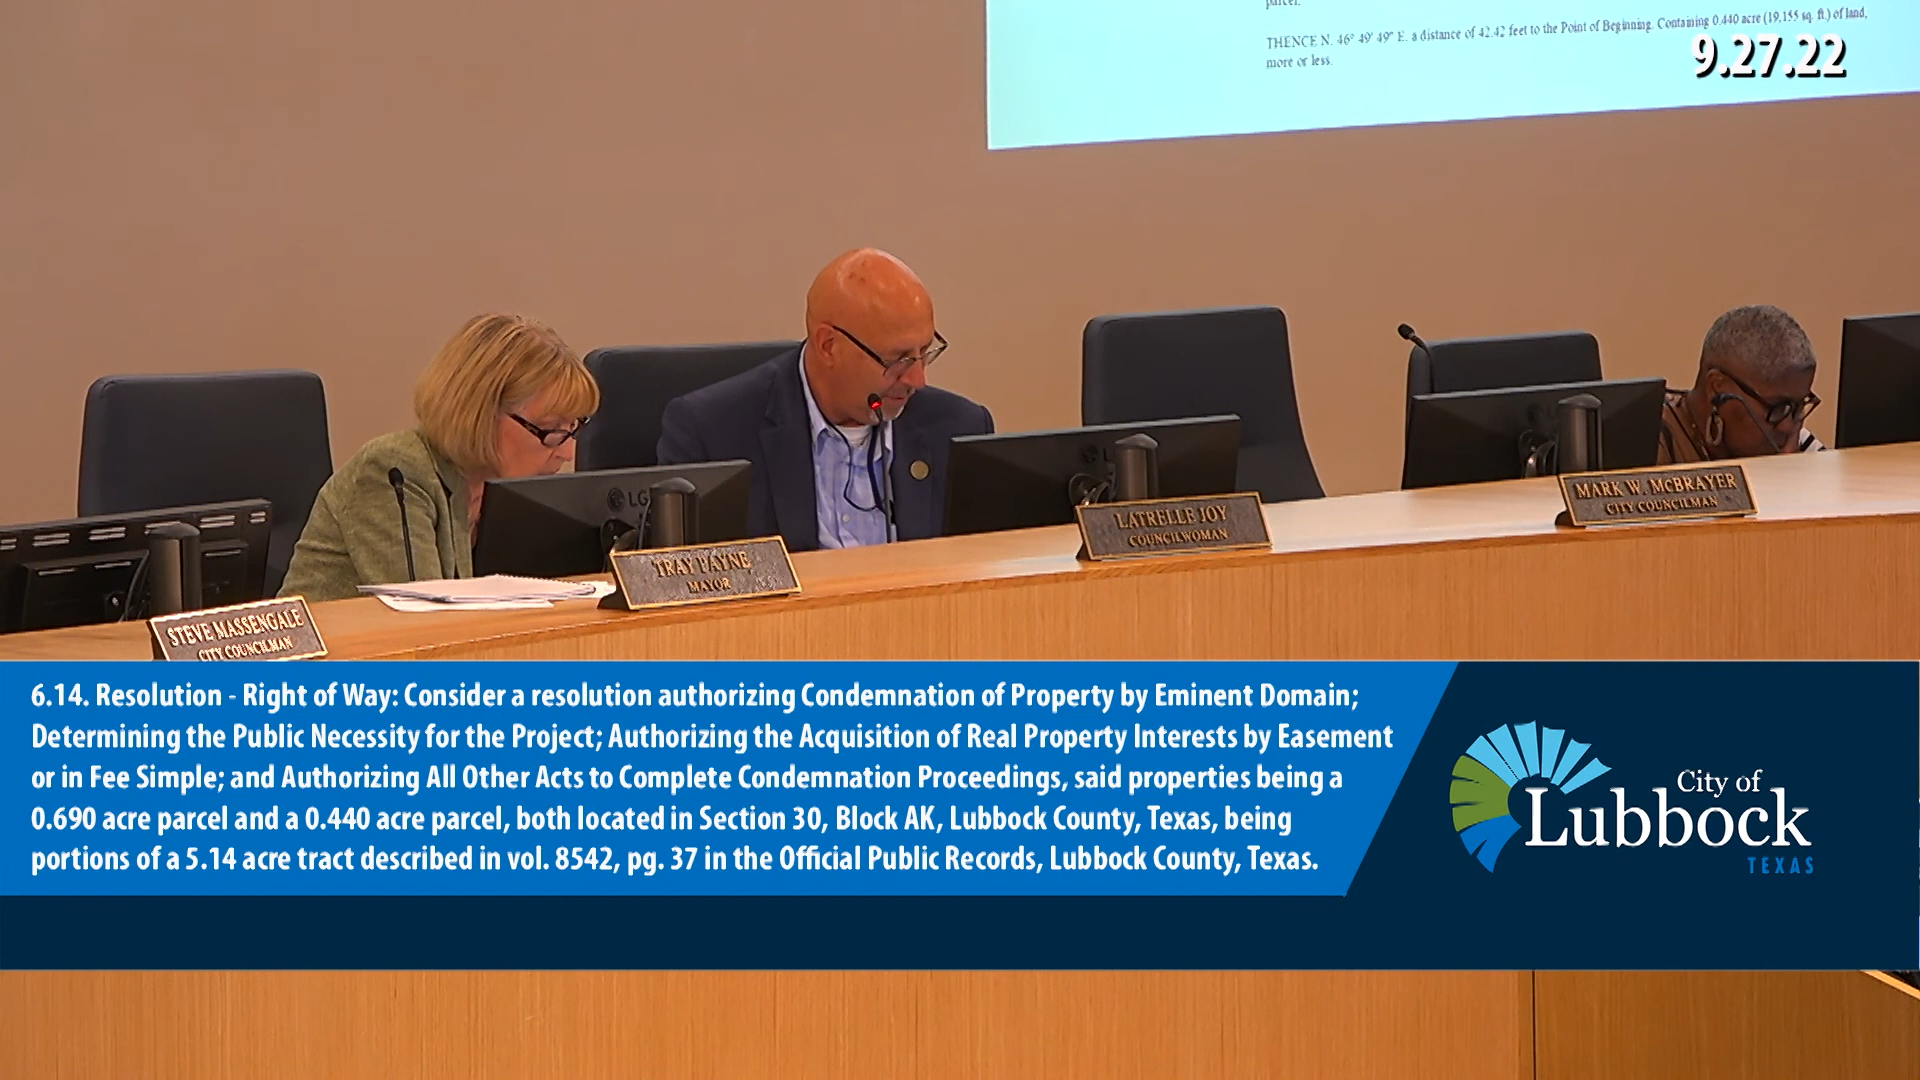 parcel.
THENCE N. 46° 49' 49" E. a distance of 42.42 feet to the Point of Beginning. Containing 0.440 acre (19,155 sq. ft.) of land,
more or less.
9.27.22
LG
LATRELLE JOY
COUNCILWOMAN
MARK W. McBRAYER
CITY COUNCILMAN
TRAY PAYNE
MAYOR
STEVE MASSENGALE
CITY COUNCILMAN
6.14. Resolution - Right of Way: Consider a resolution authorizing Condemnation of Property by Eminent Domain;
Determining the Public Necessity for the Project; Authorizing the Acquisition of Real Property Interests by Easement
or in Fee Simple; and Authorizing All Other Acts to Complete Condemnation Proceedings, said properties being a
0.690 acre parcel and a 0.440 acre parcel, both located in Section 30, Block AK, Lubbock County, Texas, being
portions of a 5.14 acre tract described in vol. 8542, pg. 37 in the Official Public Records, Lubbock County, Texas.
City of
Lubbock
TEXAS